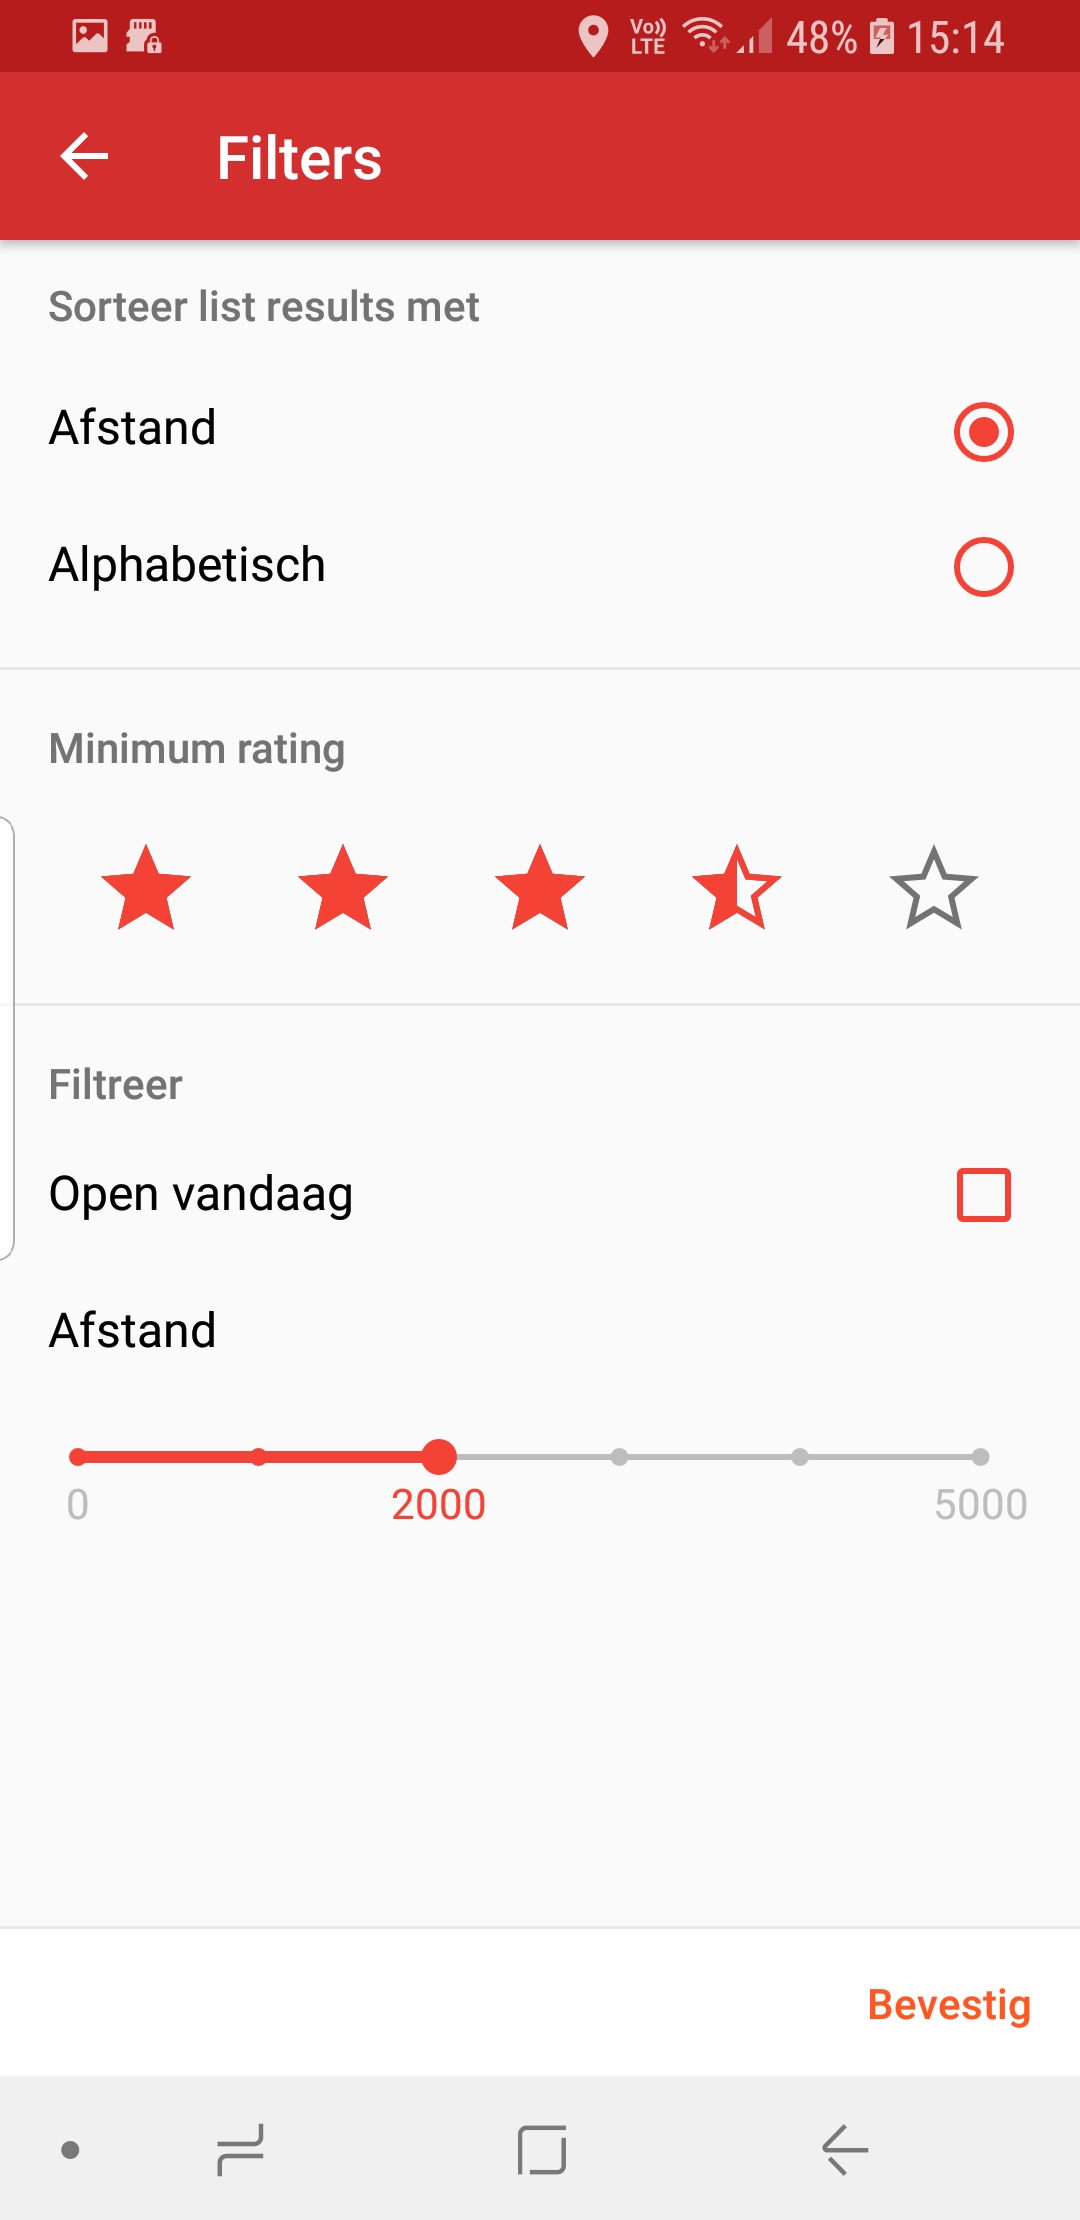 Vo)) LTE 48% 15:14
Filters
Sorteer list results met
Afstand
Alphabetisch
Minimum rating
Filtreer
Open vandaag
Afstand
0 2000 5000
Bevestig